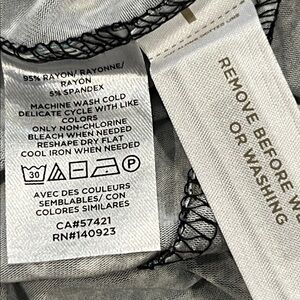 95% RAYON/ RAYONNE/
RAYON
5% SPANDEX
MACHINE WASH COLD
DELICATE CYCLE WITH LIKE
COLORS
ONLY NON-CHLORINE
BLEACH WHEN NEEDED
RESHAPE DRY FLAT
COOL IRON WHEN NEEDED
30 P
AVEC DES COULEURS
SEMBLABLES/ CON
COLORES SIMILARES
CA#57421
RN#140923
REMOVE BEFORE W
OR WASHING